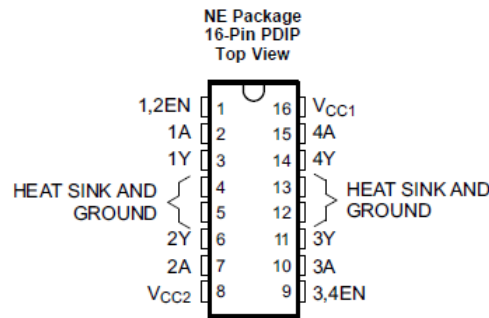 NE Package
16-Pin PDIP
Top View
1,2EN 1 16 VCC1
1A 2 15 4A
1Y 3 14 4Y
HEAT SINK AND
GROUND
4 13
5 12
HEAT SINK AND
GROUND
2Y 6 11 3Y
2A 7 10 3A
VCC2 8 9 3,4EN